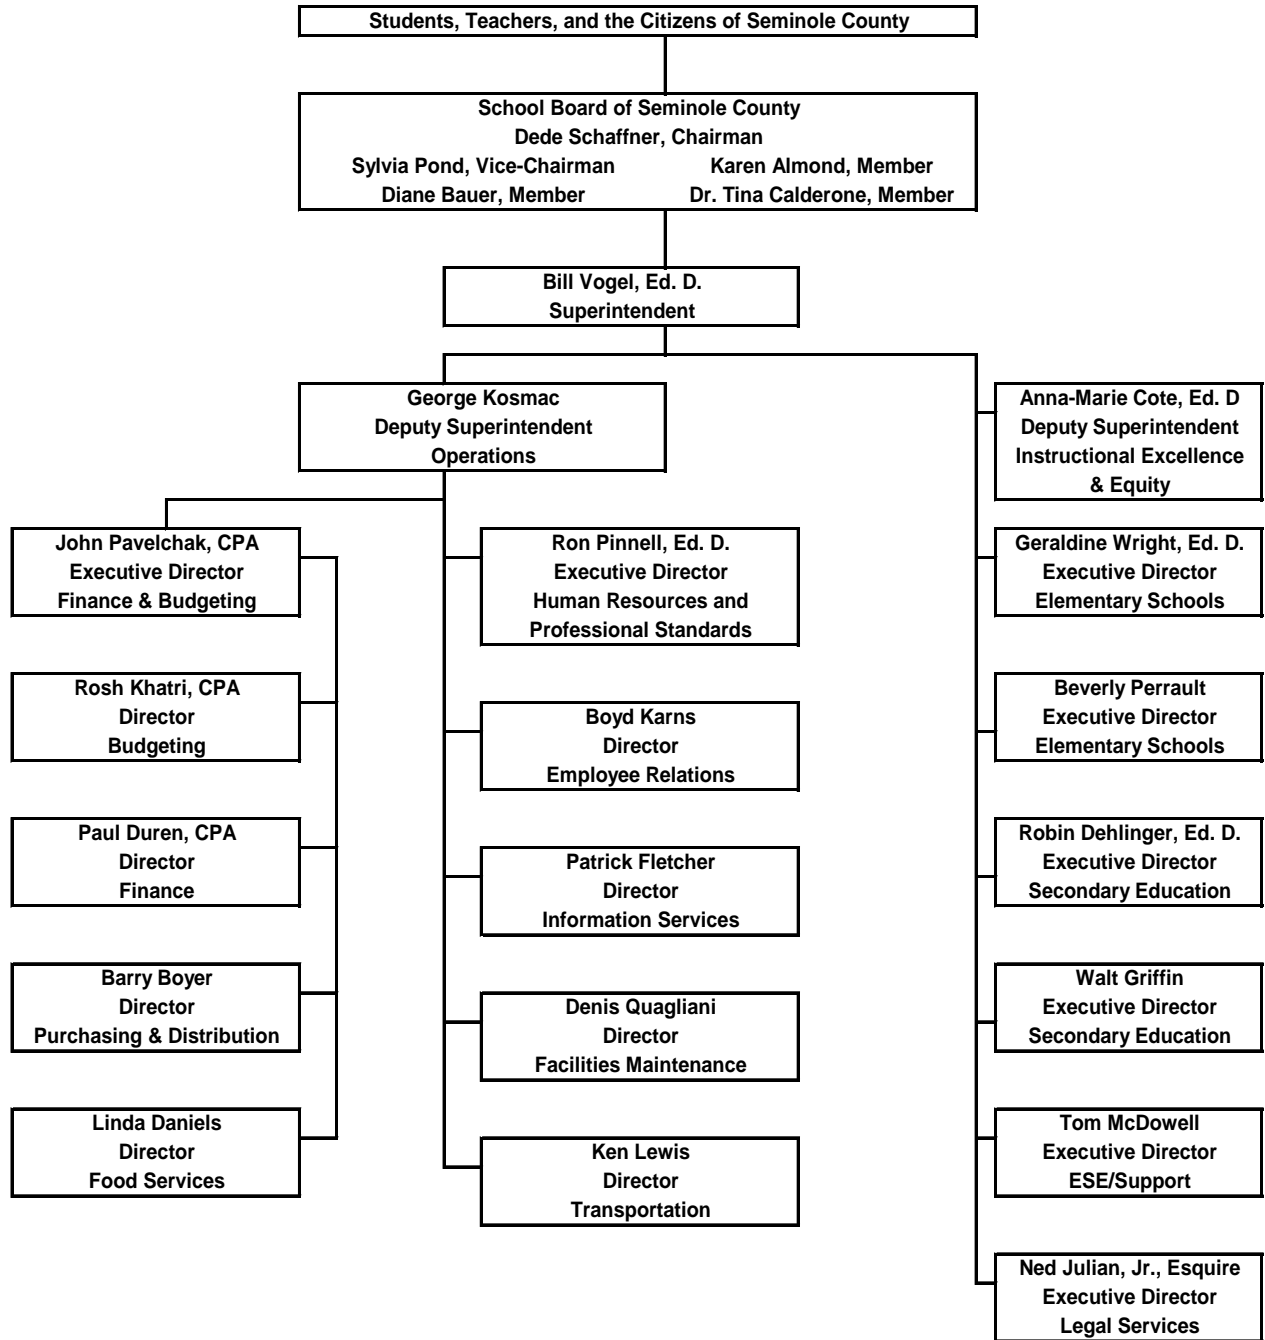 Students, Teachers, and the Citizens of Seminole County
School Board of Seminole County
Dede Schaffner, Chairman
Sylvia Pond, Vice-Chairman Karen Almond, Member
Diane Bauer, Member Dr. Tina Calderone, Member
Bill Vogel, Ed. D.
Superintendent
George Kosmac
Deputy Superintendent
Operations
Anna-Marie Cote, Ed. D
Deputy Superintendent
Instructional Excellence
& Equity
John Pavelchak, CPA
Executive Director
Finance & Budgeting
Ron Pinnell, Ed. D.
Executive Director
Human Resources and
Professional Standards
Geraldine Wright, Ed. D.
Executive Director
Elementary Schools
Rosh Khatri, CPA
Director
Budgeting
Boyd Karns
Director
Employee Relations
Beverly Perrault
Executive Director
Elementary Schools
Paul Duren, CPA
Director
Finance
Patrick Fletcher
Director
Information Services
Robin Dehlinger, Ed. D.
Executive Director
Secondary Education
Barry Boyer
Director
Purchasing & Distribution
Denis Quagliani
Director
Facilities Maintenance
Walt Griffin
Executive Director
Secondary Education
Linda Daniels
Director
Food Services
Ken Lewis
Director
Transportation
Tom McDowell
Executive Director
ESE/Support
Ned Julian, Jr., Esquire
Executive Director
Legal Services